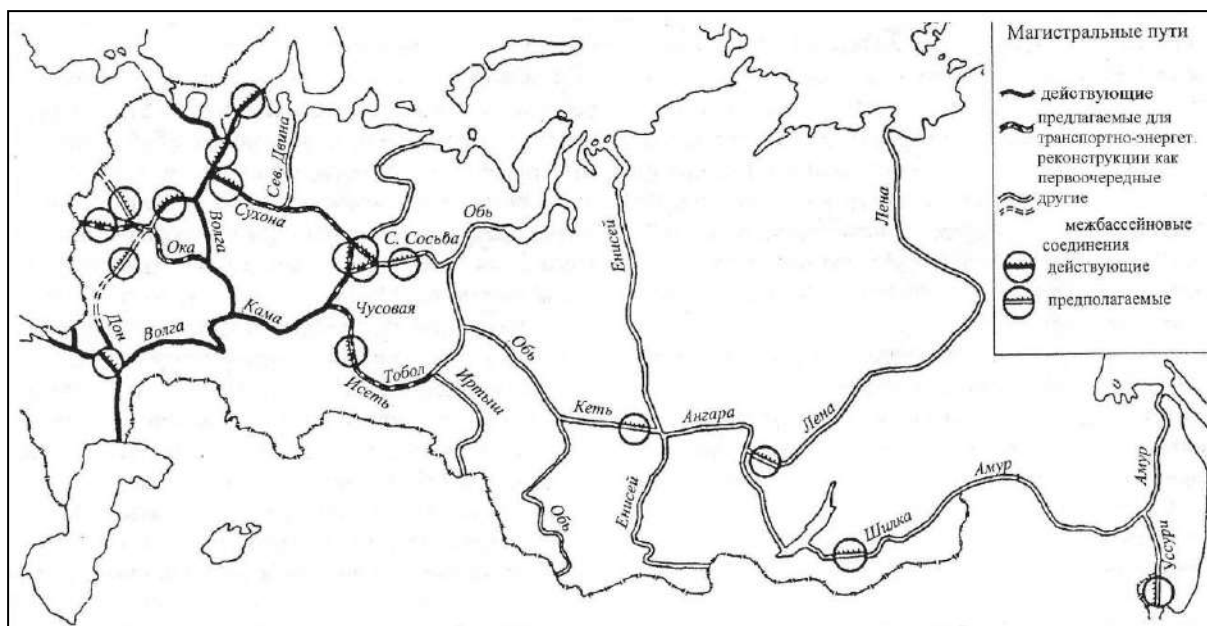 Магистральные пути
действующие
предлагаемые для
транспортно-энергет.
реконструкции как
первоочередные
другие
межбассейновые
соединения
действующие
предполагаемые
Сев. Двина
Обь
Сухона
Волга
Ока
С. Сосьва
Енисей
Лена
Чусовая
Кама
Дон
Волга
Тобол
Исеть
Иртыш
Обь
Кеть
Ангара
Лена
Обь
Енисей
Шилка
Амур
Амур
Уссури